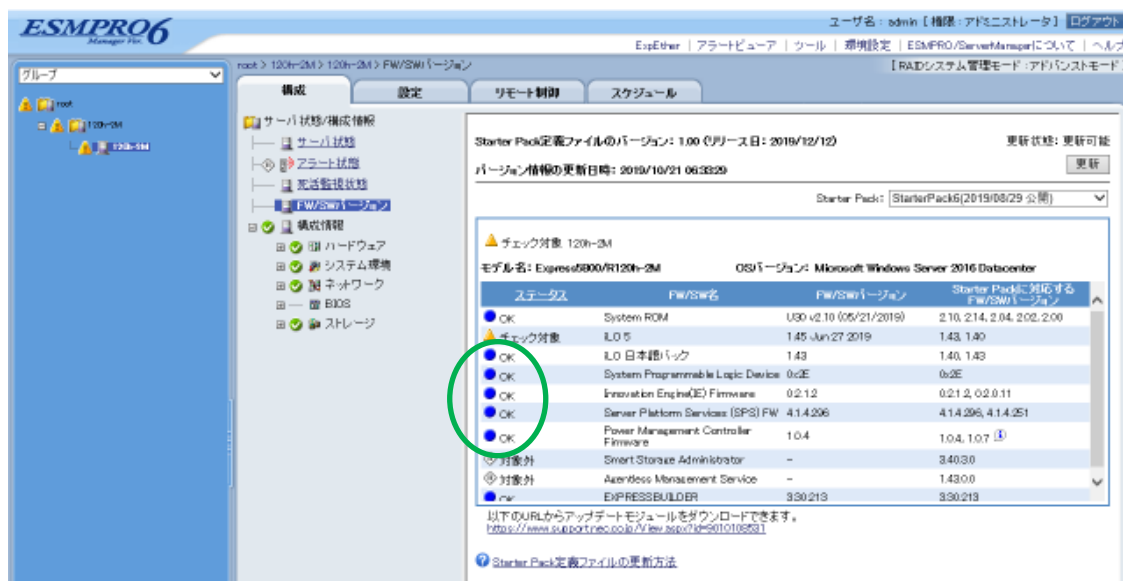 ESMPRO6
Manager Ver.
ユーザ名 : admin [ 権限 : アドミニストレータ ] ログアウト
ExpEther | アラートビューア | ツール | 環境設定 | ESMPRO/ServerManagerについて | ヘルプ
グループ
root > 120h-2M > 120h-2M > FW/SWバージョン
[ RAIDシステム管理モード : アドバンストモード
root
120h-2M
120h-2M
構成 設定 リモート制御 スケジュール
サーバ状態/構成情報
サーバ状態
アラート状態
死活監視状態
FW/SWバージョン
構成情報
ハードウェア
システム環境
ネットワーク
BIOS
ストレージ
Starter Pack定義ファイルのバージョン: 1.00 (リリース日 : 2019/12/12) 更新状態: 更新可能
バージョン情報の更新日時: 2019/10/21 06:33:29 更新
Starter Pack: StarterPack6(2019/08/29 公開)
チェック対象 120h-2M
モデル名: Express5800/R120h-2M OSバージョン: Microsoft Windows Server 2016 Datacenter
ステータス FW/SW名 FW/SWバージョン Starter Packに対応するFW/SWバージョン
OK System ROM U30 v2.10 (05/21/2019) 2.10, 2.14, 2.04, 2.02, 2.00
チェック対象 iLO 5 1.45 Jun 27 2019 1.43, 1.40
OK iLO 日本語パック 1.43 1.40, 1.43
OK System Programmable Logic Device 0x2E 0x2E
OK Innovation Engine(IE) Firmware 0.2.1.2 0.2.1.2, 0.2.0.11
OK Server Platform Services (SPS) FW 4.1.4.296 4.1.4.296, 4.1.4.251
OK Power Management Controller Firmware 1.0.4 1.0.4, 1.0.7
対象外 Smart Storage Administrator - 3.40.3.0
対象外 Agentless Management Service - 1.43.0.0
OK EXPRESSBUILDER 3.30.213 3.30.213
以下のURLからアップデートモジュールをダウンロードできます。
https://www.support.nec.co.jp/View.aspx?id=9010108531
Starter Pack定義ファイルの更新方法